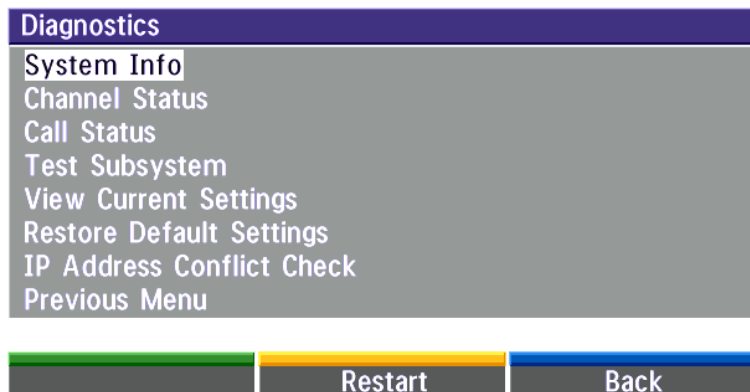 Diagnostics
System Info
Channel Status
Call Status
Test Subsystem
View Current Settings
Restore Default Settings
IP Address Conflict Check
Previous Menu
Restart Back